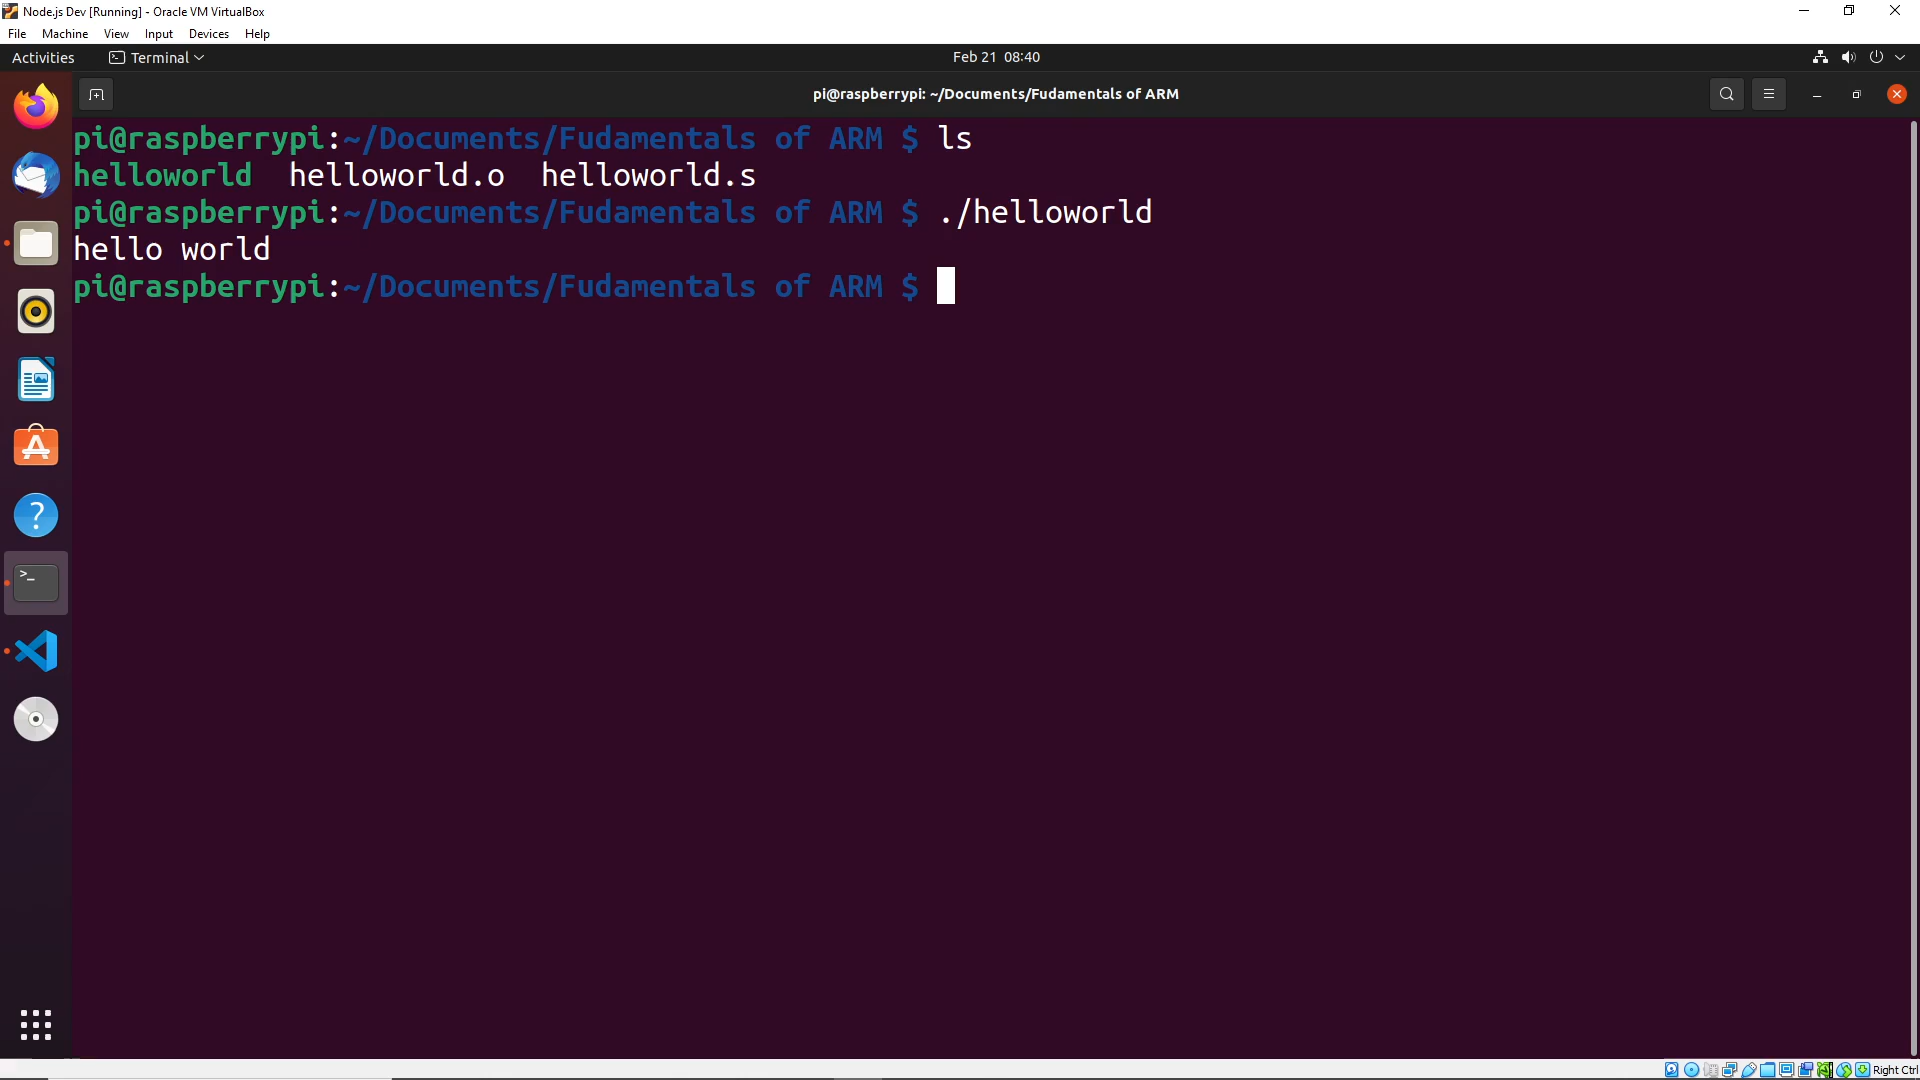 Node.js Dev [Running] - Oracle VM VirtualBox
File Machine View Input Devices Help
Activities Terminal Feb 21 08:40
pi@raspberrypi: ~/Documents/Fudamentals of ARM
pi@raspberrypi:~/Documents/Fudamentals of ARM $ ls
helloworld helloworld.o helloworld.s
pi@raspberrypi:~/Documents/Fudamentals of ARM $ ./helloworld
hello world
pi@raspberrypi:~/Documents/Fudamentals of ARM $
Right Ctrl